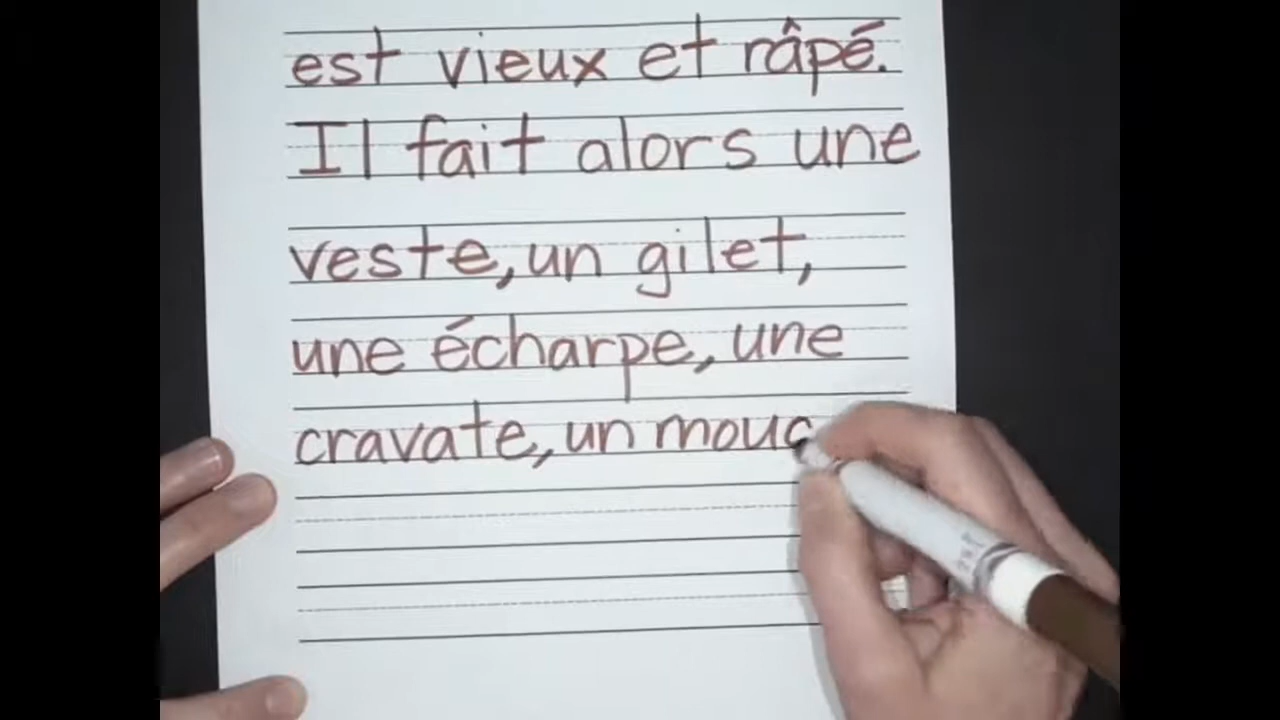 est vieux et râpé.
Il fait alors une
veste, un gilet,
une écharpe, une
cravate, un mouc